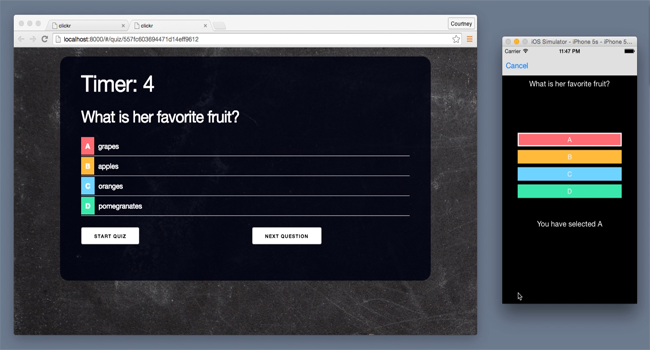 clickr
clickr
Courtney
localhost:8000/#/quiz/557fc603694471d14eff9612
Timer: 4
What is her favorite fruit?
A grapes
B apples
C oranges
D pomegranates
START QUIZ
NEXT QUESTION
iOS Simulator - iPhone 5s - iPhone 5...
Carrier
11:47 PM
Cancel
What is her favorite fruit?
A
B
C
D
You have selected A